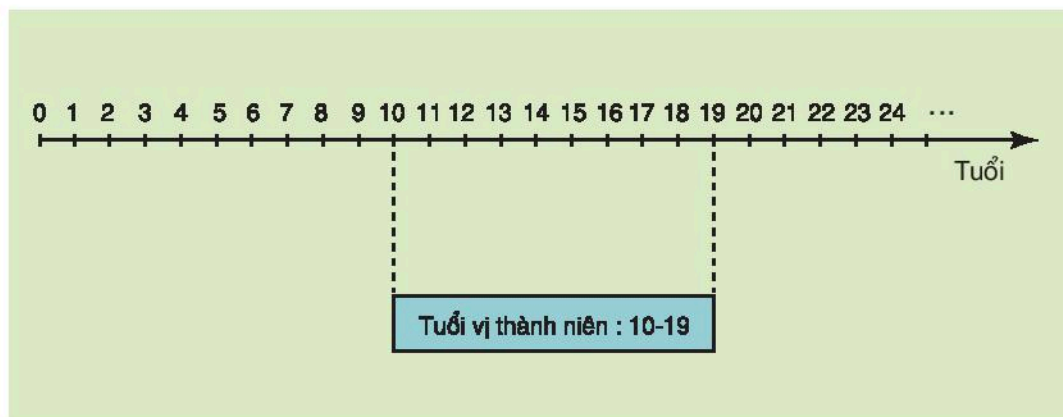 0 1 2 3 4 5 6 7 8 9 10 11 12 13 14 15 16 17 18 19 20 21 22 23 24 ...
Tuổi
Tuổi vị thành niên : 10-19